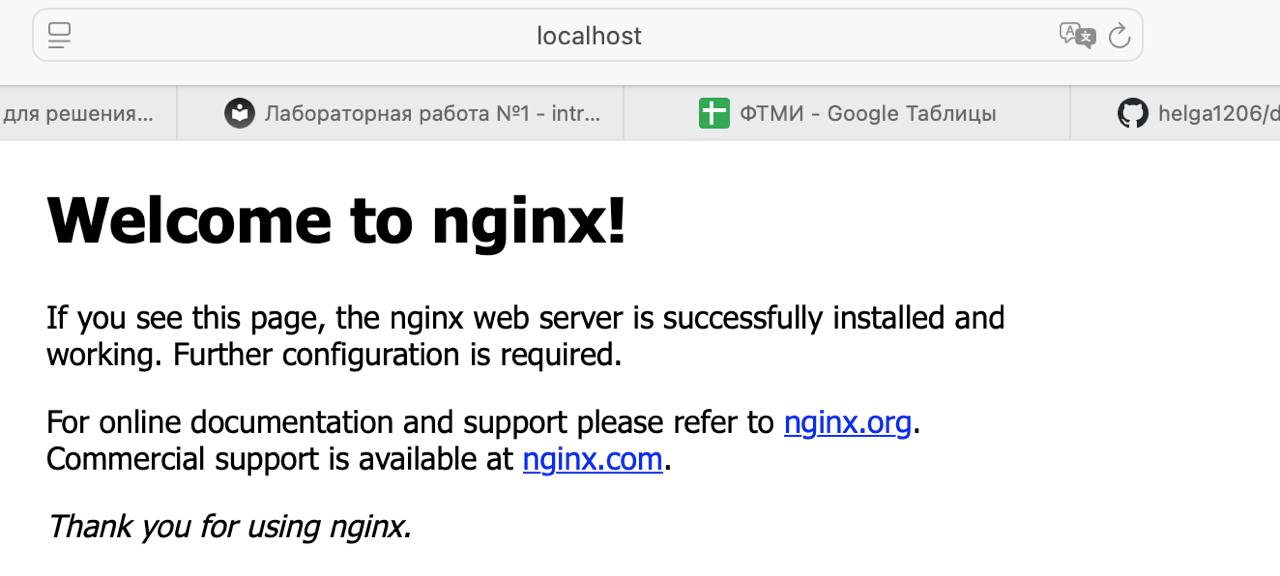 localhost
для решения...
Лабораторная работа №1 - intr...
ФТМИ - Google Таблицы
helga1206/d
Welcome to nginx!
If you see this page, the nginx web server is successfully installed and
working. Further configuration is required.
For online documentation and support please refer to nginx.org.
Commercial support is available at nginx.com.
Thank you for using nginx.